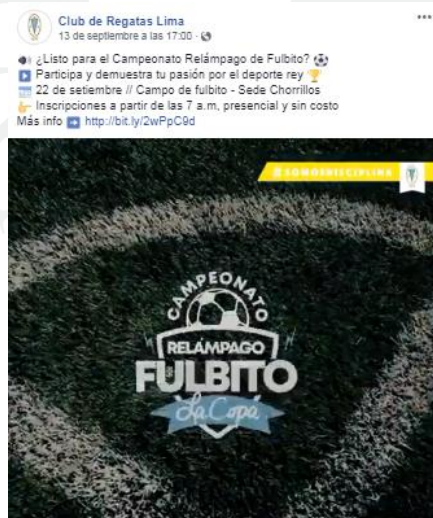 Club de Regatas Lima
13 de septiembre a las 17:00 ·
¿Listo para el Campeonato Relámpago de Fulbito?
Participa y demuestra tu pasión por el deporte rey
22 de setiembre // Campo de fulbito - Sede Chorrillos
Inscripciones a partir de las 7 a.m, presencial y sin costo
Más info http://bit.ly/2wPpC9d
#SOMOSDISCIPLINA
CAMPEONATO
RELÁMPAGO
DE
FULBITO
La Copa